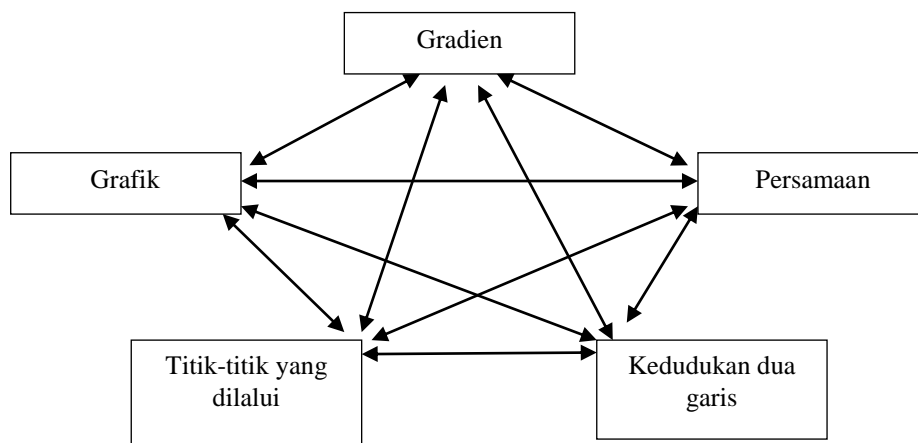 Gradien
Grafik
Persamaan
Titik-titik yang
dilalui
Kedudukan dua
garis